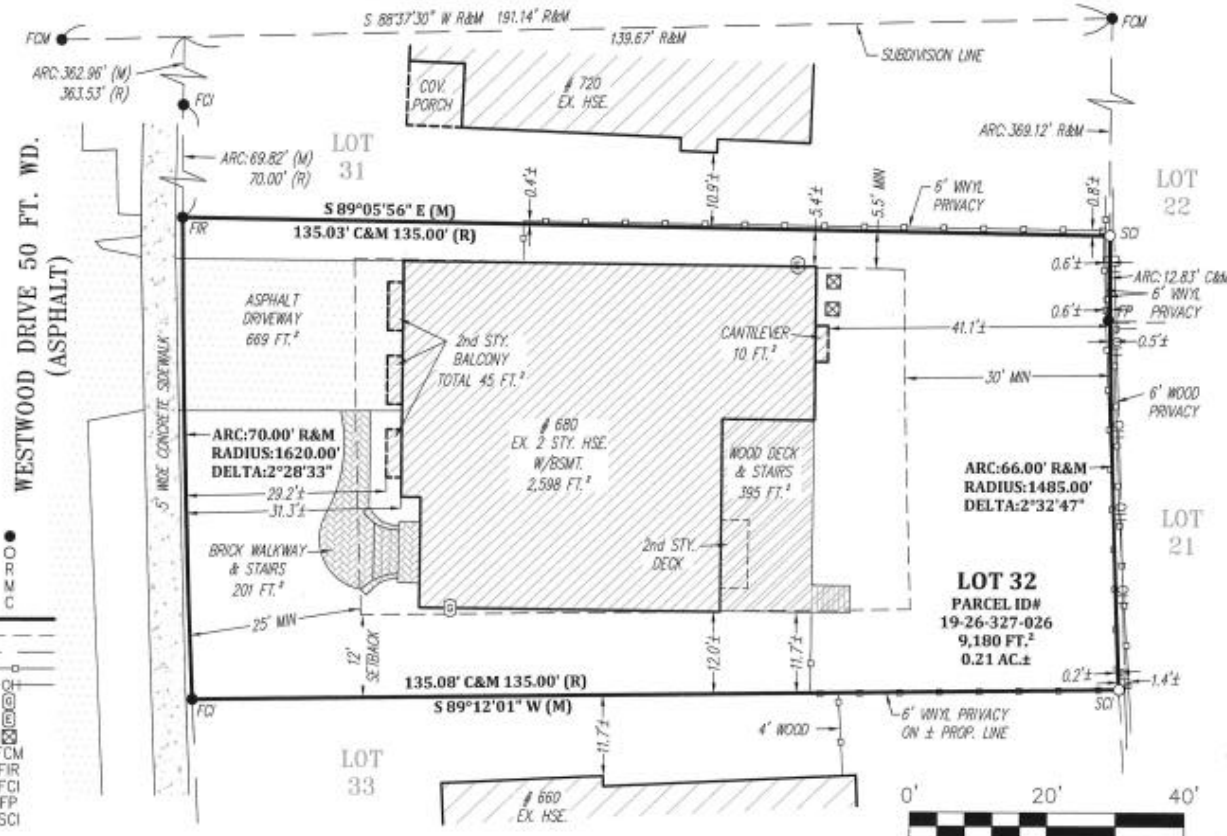 S 88°37'30" W R&M 191.14' R&M
139.67' R&M
FCM
FCM
SUBDIVISION LINE
ARC: 362.96' (M)
363.53' (R)
FCI
COV.
PORCH
# 720
EX. HSE.
ARC: 369.12' R&M
WESTWOOD DRIVE 50 FT. WD.
(ASPHALT)
ARC: 69.82' (M)
70.00' (R)
LOT
31
LOT
22
0.4'±
10.9'±
5.4'±
5.5' MIN
6' VINYL
PRIVACY
0.8'±
FIR
S 89°05'56" E (M)
135.03' C&M 135.00' (R)
SCI
0.6'±
ARC: 12.83' C&M
6' VINYL
PRIVACY
0.6'±
FP
0.5'±
ASPHALT
DRIVEWAY
669 FT.²
5' WIDE CONCRETE SIDEWALK
2nd STY.
BALCONY
TOTAL 45 FT.²
CANTILEVER
10 FT.²
41.1'±
30' MIN
6' WOOD
PRIVACY
ARC:70.00' R&M
RADIUS:1620.00'
DELTA:2°28'33"
# 680
EX. 2 STY. HSE.
W/BSMT.
2,598 FT.²
WOOD DECK
& STAIRS
395 FT.²
ARC:66.00' R&M
RADIUS:1485.00'
DELTA:2°32'47"
29.2'±
31.3'±
LOT
21
BRICK WALKWAY
& STAIRS
201 FT.²
2nd STY.
DECK
LOT 32
PARCEL ID#
19-26-327-026
9,180 FT.²
0.21 AC.±
G
25' MIN
12'
SETBACK
12.0'±
11.7'±
0.2'±
1.4'±
135.08' C&M 135.00' (R)
S 89°12'01" W (M)
FCI
SCI
6' VINYL PRIVACY
ON ± PROP. LINE
4' WOOD
11.7'±
LOT
33
# 660
EX. HSE.
0'
20'
40'
R
M
C
OH
G
E
FCM
FIR
FCI
FP
SCI